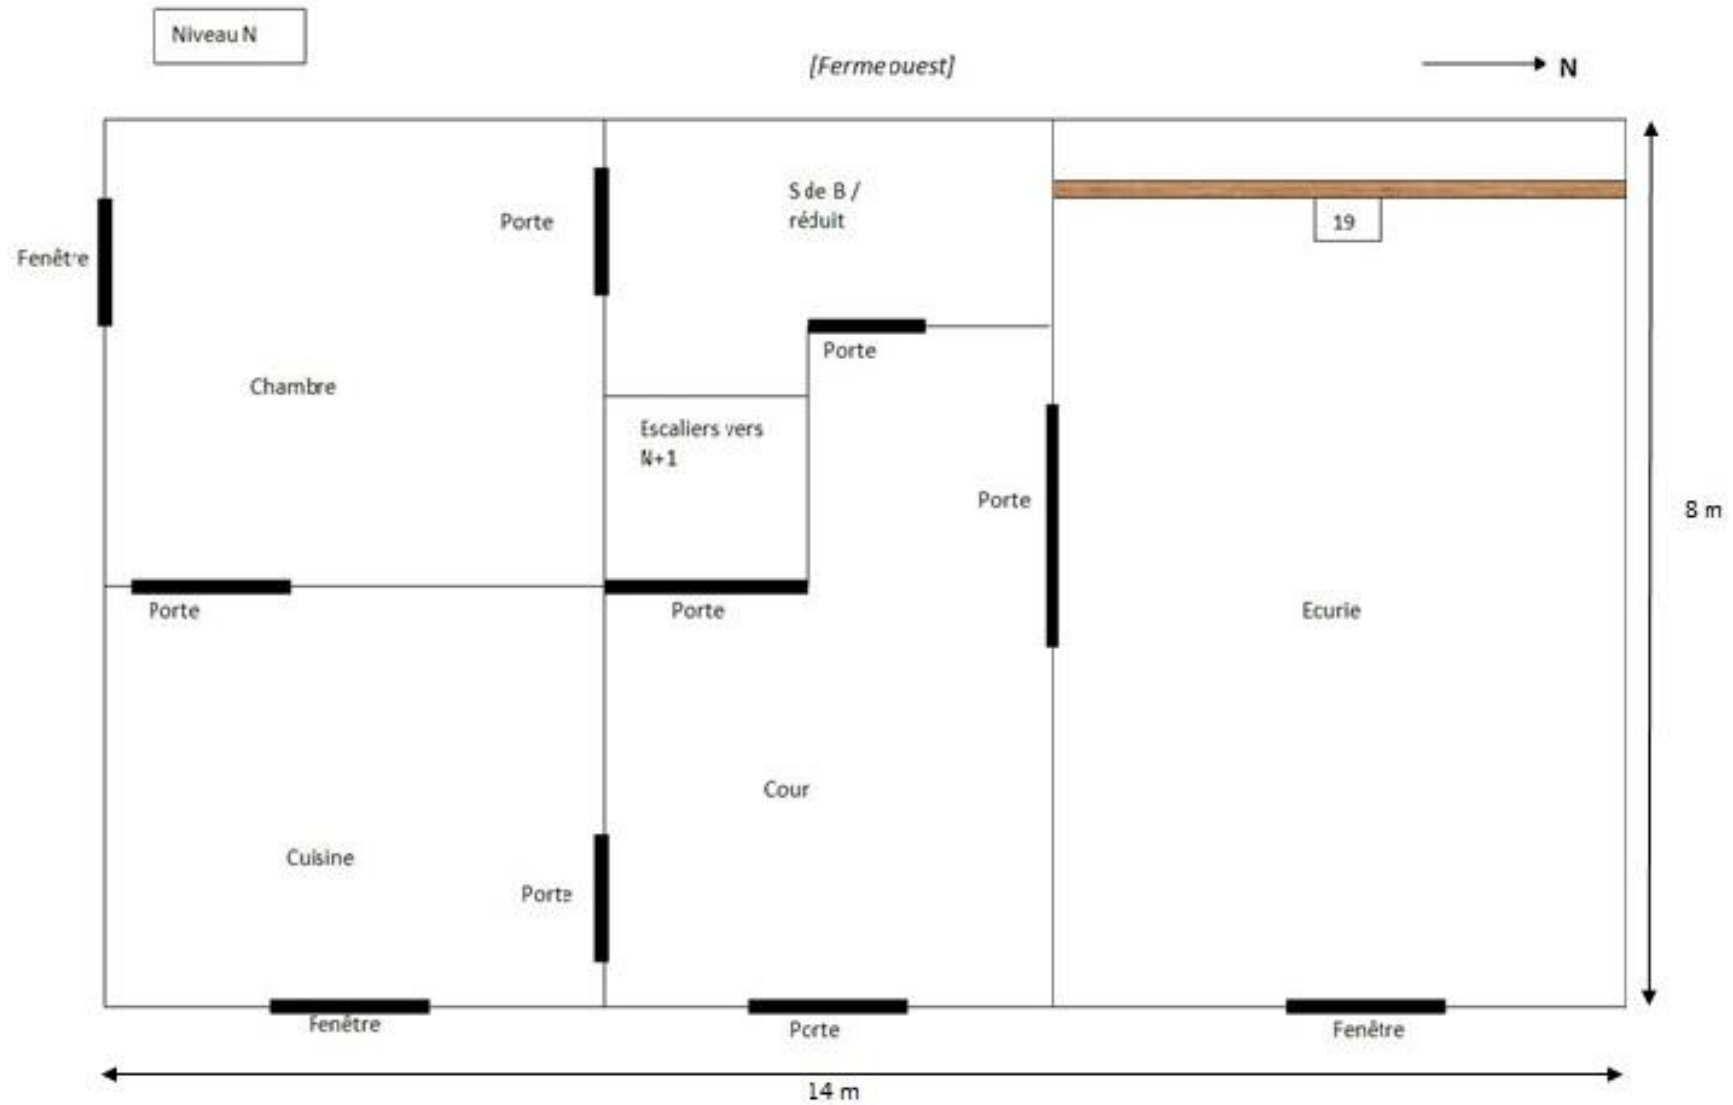 Niveau N
[Ferme ouest]
N
S de B /
réduit
Porte
19
Fenêtre
Porte
Chambre
Escaliers vers
N+1
Porte
8 m
Porte
Porte
Ecurie
Cour
Cuisine
Porte
Fenêtre
Porte
Fenêtre
14 m